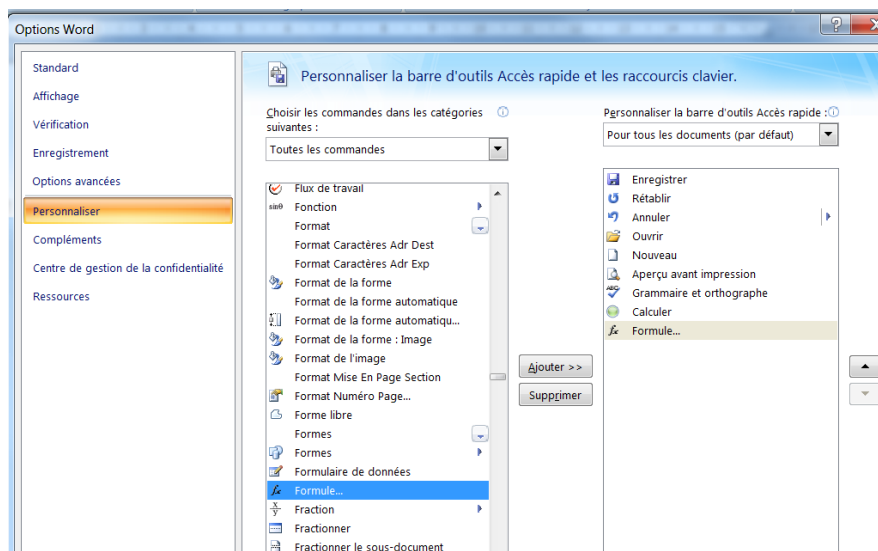 Options Word
Standard
Affichage
Vérification
Enregistrement
Options avancées
Personnaliser
Compléments
Centre de gestion de la confidentialité
Ressources
Personnaliser la barre d'outils Accès rapide et les raccourcis clavier.
Choisir les commandes dans les catégories
suivantes :
Toutes les commandes
Flux de travail
sinθ Fonction
Format
Format Caractères Adr Dest
Format Caractères Adr Exp
Format de la forme
Format de la forme automatique
Format de la forme automatiqu...
Format de la forme : Image
Format de l'image
Format Mise En Page Section
Format Numéro Page...
Forme libre
Formes
Formes
Formulaire de données
fx Formule...
x/y Fraction
Fractionner
Fractionner le sous-document
Ajouter >>
Supprimer
Personnaliser la barre d'outils Accès rapide :
Pour tous les documents (par défaut)
Enregistrer
Rétablir
Annuler
Ouvrir
Nouveau
Aperçu avant impression
ABC Grammaire et orthographe
Calculer
fx Formule...